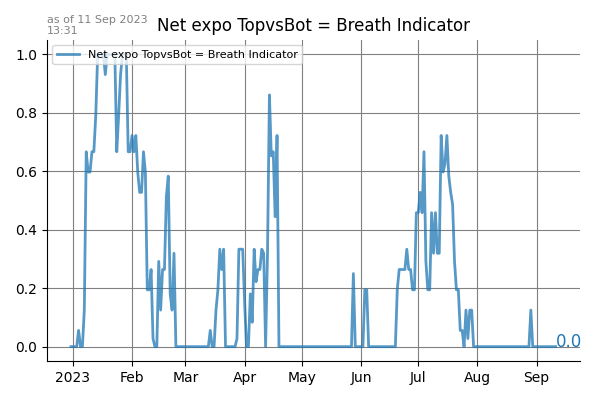 as of 11 Sep 2023
13:31
Net expo TopvsBot = Breath Indicator
Net expo TopvsBot = Breath Indicator
1.0
0.8
0.6
0.4
0.2
0.0
0.0
2023 Feb Mar Apr May Jun Jul Aug Sep